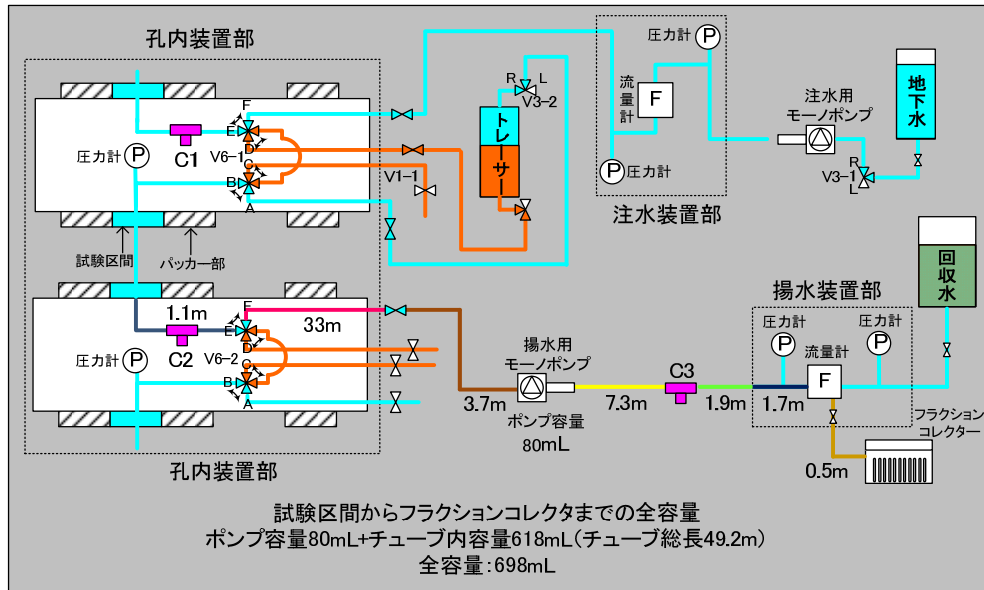 孔内装置部
圧力計
P
C1
V6-1
F
E
D
C
B
A
V1-1
試験区間
パッカー部
R
L
V3-2
トレーサー
圧力計
P
流量計
F
P
圧力計
注水装置部
注水用
モーノポンプ
R
V3-1
L
地下水
1.1m
C2
圧力計
P
V6-2
F
E
D
C
B
A
33m
孔内装置部
3.7m
揚水用
モーノポンプ
ポンプ容量
80mL
7.3m
C3
1.9m
揚水装置部
圧力計
P
圧力計
P
流量計
F
1.7m
回収水
0.5m
フラクション
コレクター
試験区間からフラクションコレクタまでの全容量
ポンプ容量80mL+チューブ内容量618mL(チューブ総長49.2m)
全容量:698mL